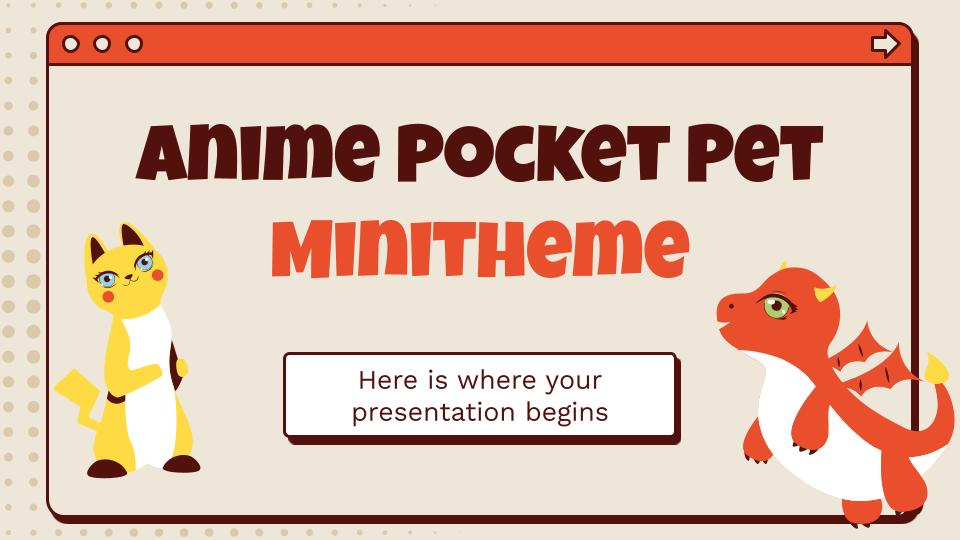 Anime Pocket Pet
Minitheme
Here is where your
presentation begins